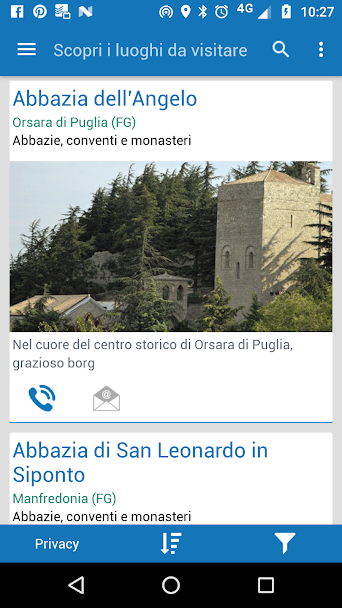 4G 10:27
Scopri i luoghi da visitare
Abbazia dell'Angelo
Orsara di Puglia (FG)
Abbazie, conventi e monasteri
Nel cuore del centro storico di Orsara di Puglia,
grazioso borg
@
Abbazia di San Leonardo in
Siponto
Manfredonia (FG)
Abbazie, conventi e monasteri
Privacy